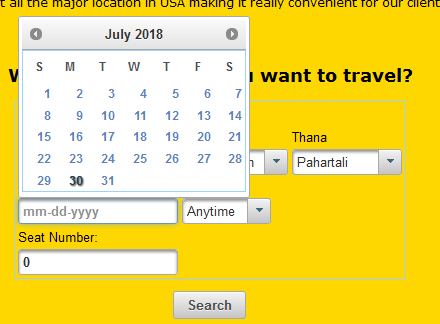 t all the major location in USA making it really convenient for our client
July 2018
W
u want to travel?
S M T W T F S
1 2 3 4 5 6 7
8 9 10 11 12 13 14
15 16 17 18 19 20 21
22 23 24 25 26 27 28
29 30 31
Thana
n Pahartali
mm-dd-yyyy Anytime
Seat Number:
0
Search